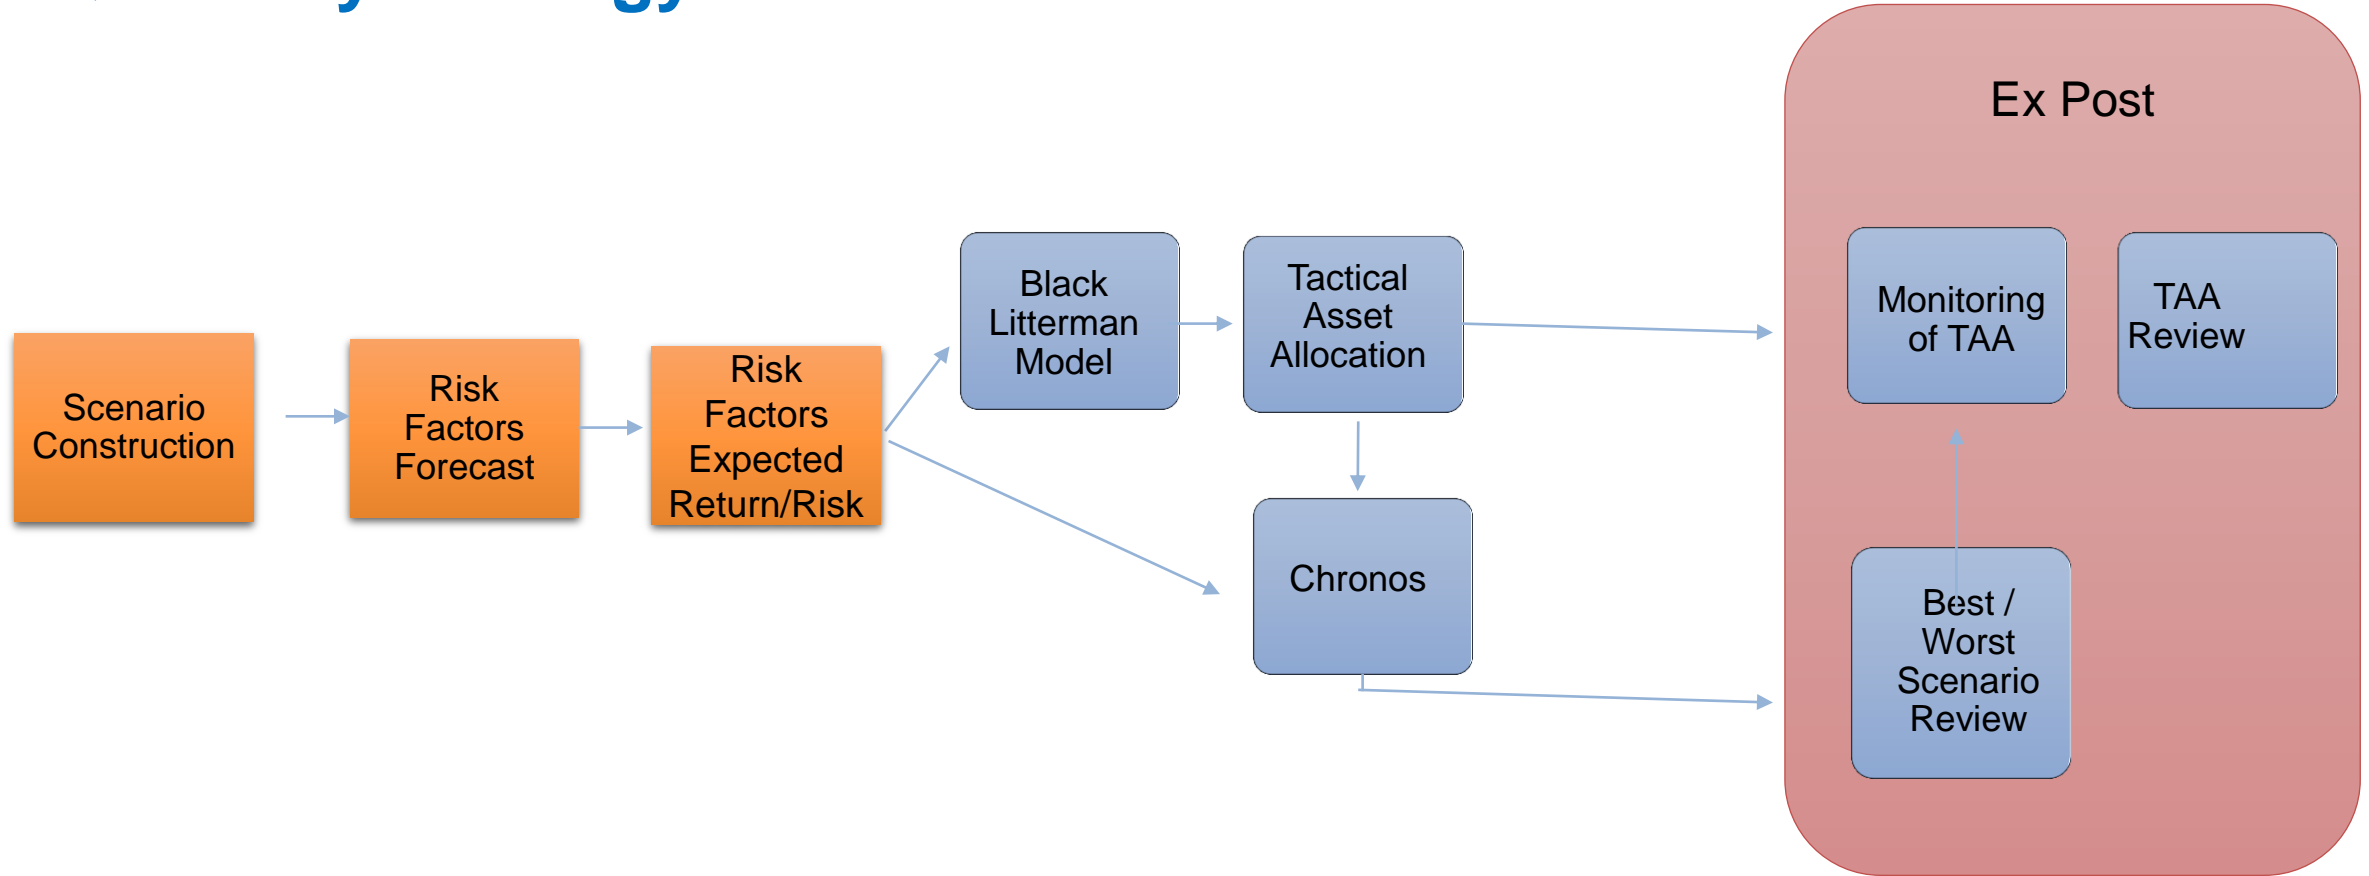 Ex Post
Scenario
Construction
Risk
Factors
Forecast
Risk
Factors
Expected
Return/Risk
Black
Litterman
Model
Tactical
Asset
Allocation
Chronos
Monitoring
of TAA
TAA
Review
Best /
Worst
Scenario
Review